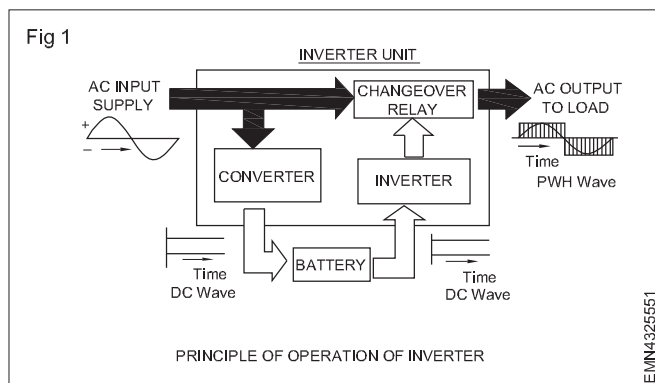 Fig 1
INVERTER UNIT
AC INPUT
SUPPLY
CHANGEOVER
RELAY
AC OUTPUT
TO LOAD
+
–
Time
PWH Wave
CONVERTER
INVERTER
Time
DC Wave
BATTERY
Time
DC Wave
PRINCIPLE OF OPERATION OF INVERTER
EMN4325551